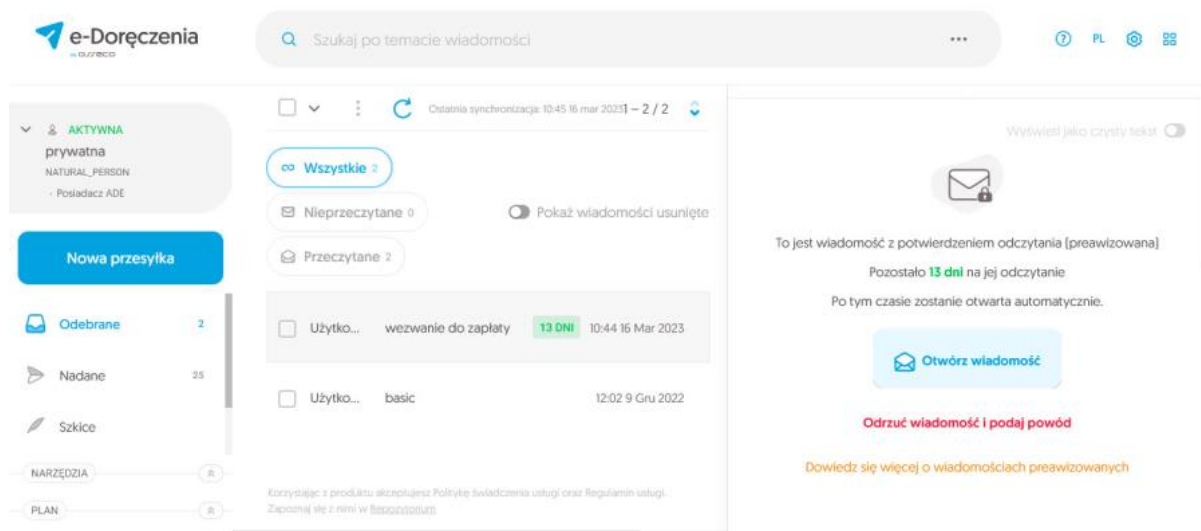 e-Doręczenia
by asseco
Szukaj po temacie wiadomości
PL
AKTYWNA
prywatna
NATURAL_PERSON
- Posiadacz ADE
Nowa przesyłka
Odebrane 2
Nadane 25
Szkice
NARZĘDZIA
PLAN
Ostatnia synchronizacja: 10:45 16 mar 2023
1 – 2 / 2
Wszystkie 2
Nieprzeczytane 0
Pokaż wiadomości usunięte
Przeczytane 2
Użytko... wezwanie do zapłaty 13 DNI 10:44 16 Mar 2023
Użytko... basic 12:02 9 Gru 2022
Korzystając z produktu akceptujesz Politykę świadczenia usługi oraz Regulamin usługi.
Zapoznaj się z nimi w Repozytorium
Wyświetl jako czysty tekst
To jest wiadomość z potwierdzeniem odczytania (preawizowana)
Pozostało 13 dni na jej odczytanie
Po tym czasie zostanie otwarta automatycznie.
Otwórz wiadomość
Odrzuć wiadomość i podaj powód
Dowiedz się więcej o wiadomościach preawizowanych